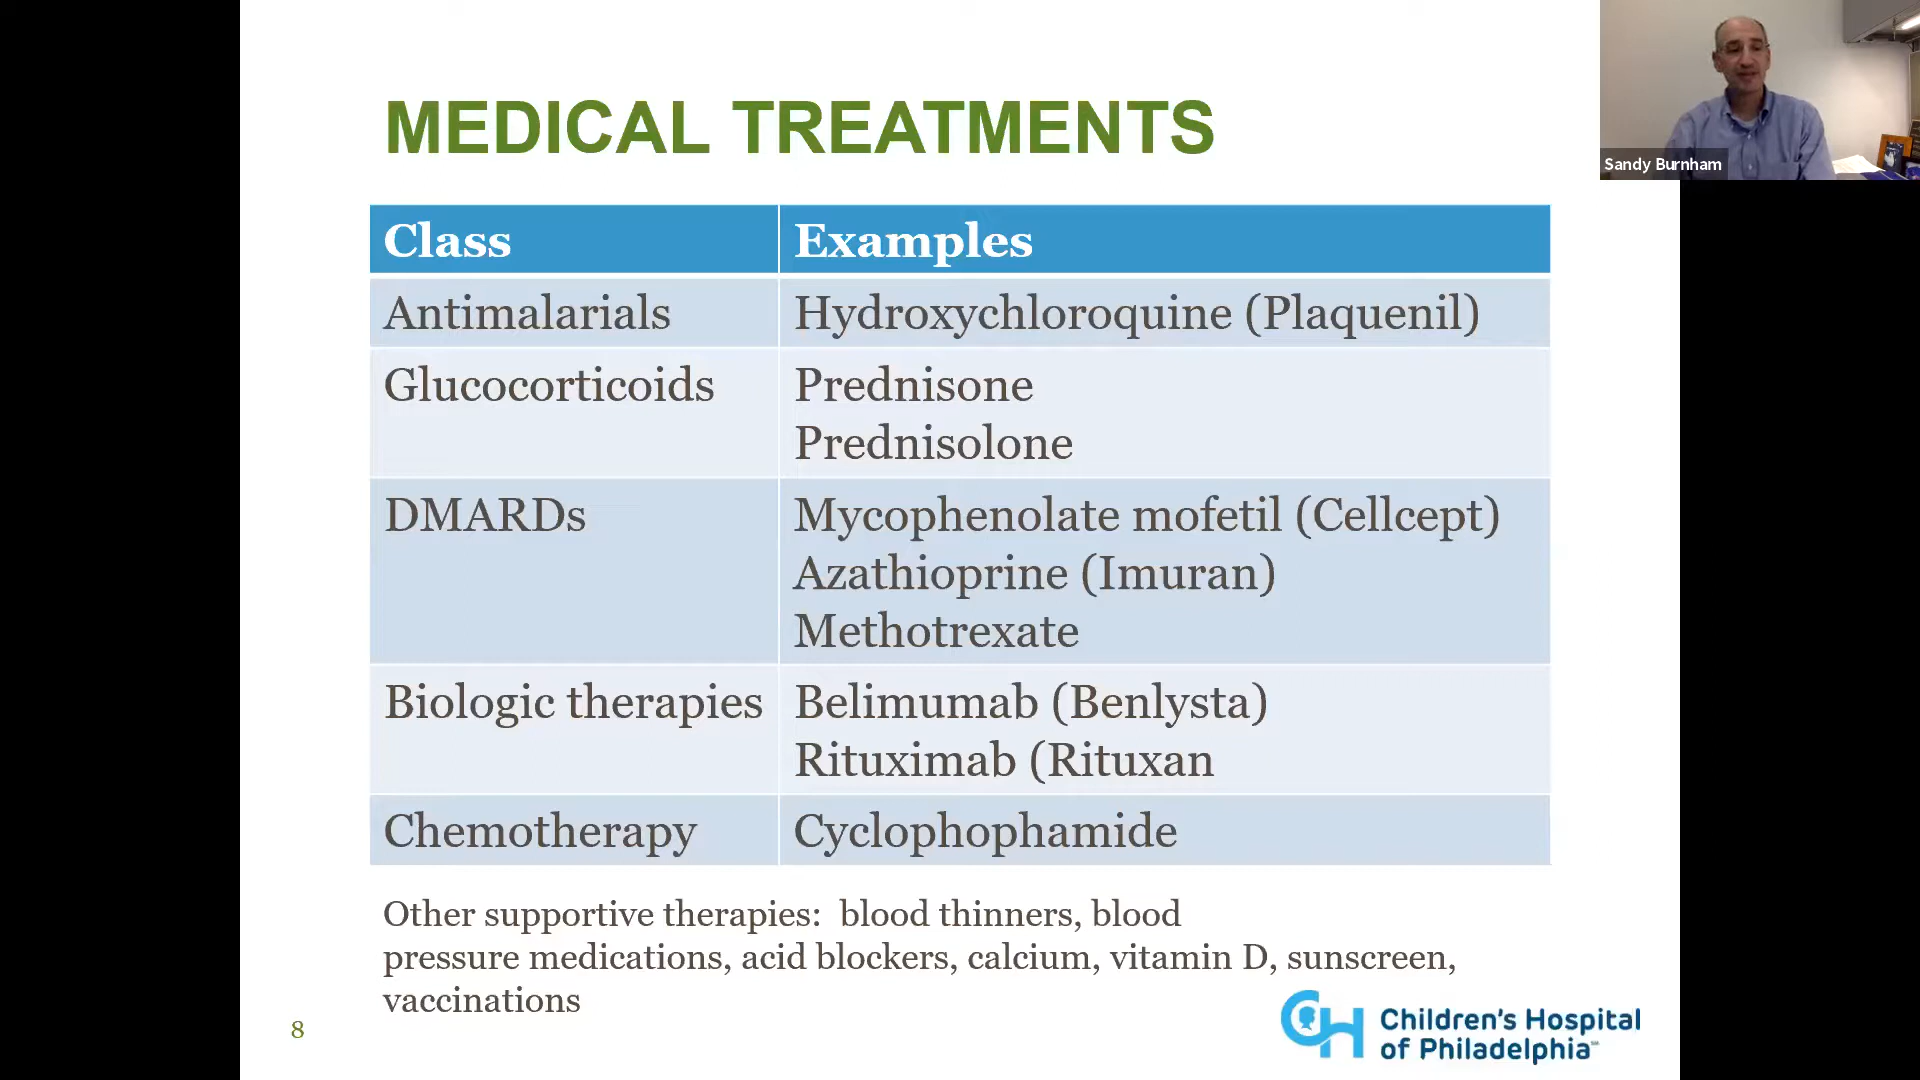 MEDICAL TREATMENTS
Sandy Burnham
Class Examples
Antimalarials Hydroxychloroquine (Plaquenil)
Glucocorticoids Prednisone
Prednisolone
DMARDs Mycophenolate mofetil (Cellcept)
Azathioprine (Imuran)
Methotrexate
Biologic therapies Belimumab (Benlysta)
Rituximab (Rituxan
Chemotherapy Cyclophophamide
Other supportive therapies: blood thinners, blood
pressure medications, acid blockers, calcium, vitamin D, sunscreen,
vaccinations
8
CH Children's Hospital
of Philadelphia℠